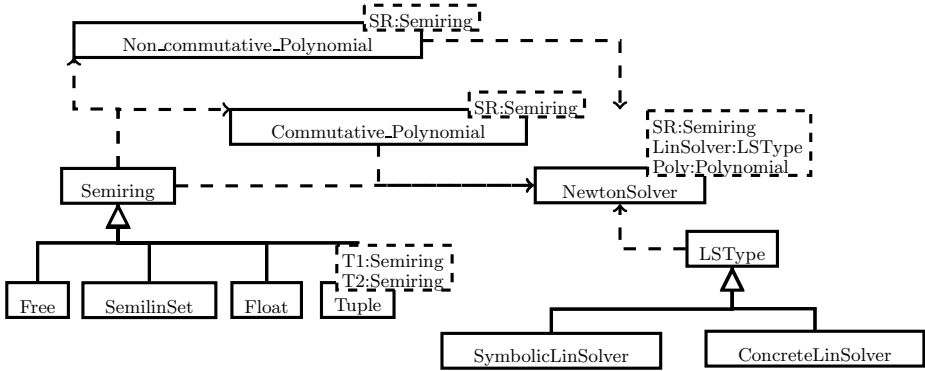 SR:Semiring
Non_commutative_Polynomial
SR:Semiring
Commutative_Polynomial
SR:Semiring
LinSolver:LSType
Poly:Polynomial
Semiring
NewtonSolver
LSType
T1:Semiring
T2:Semiring
Free
SemilinSet
Float
Tuple
SymbolicLinSolver
ConcreteLinSolver